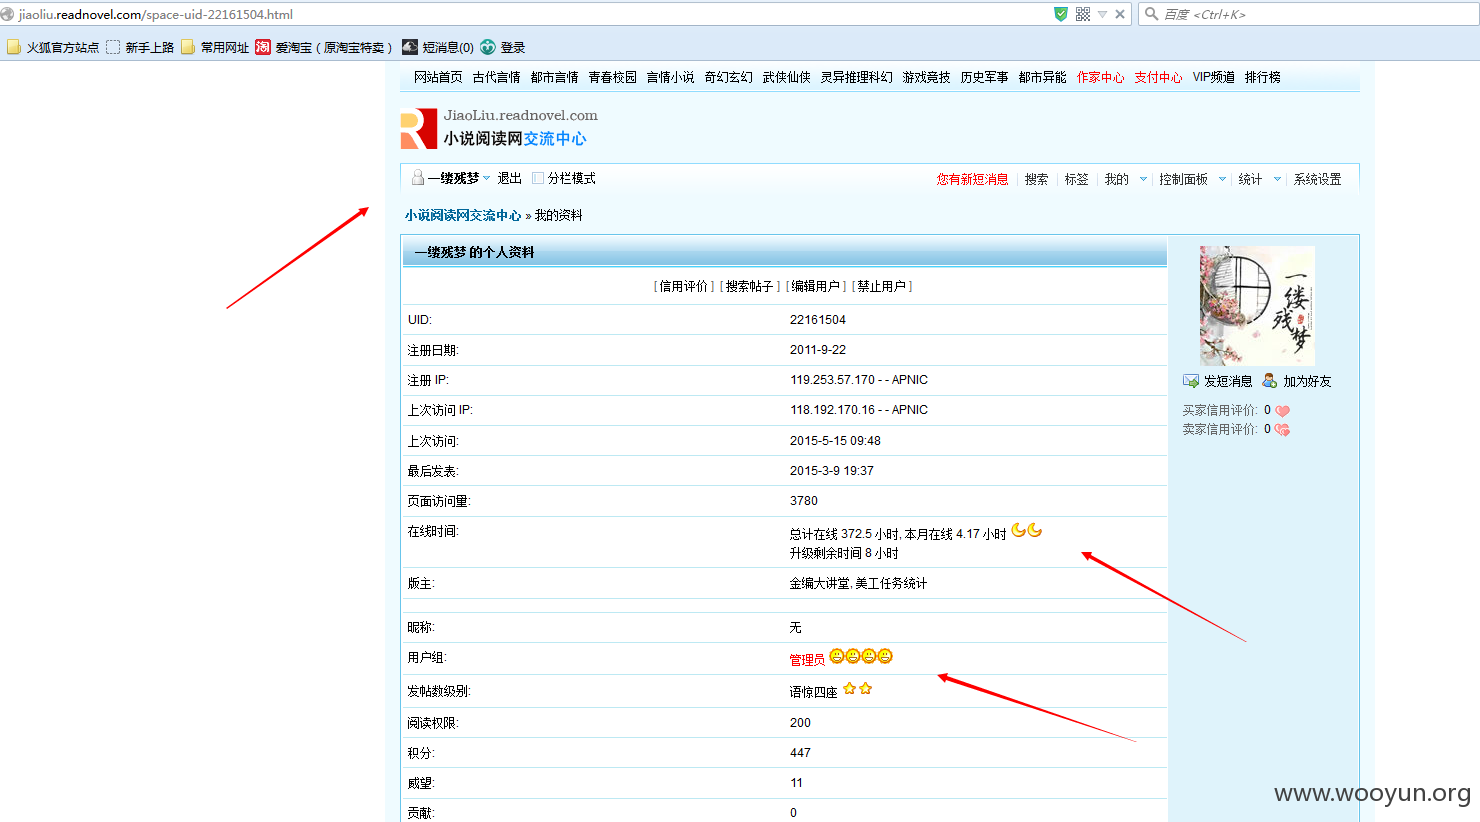 jiaoliu.readnovel.com/space-uid-22161504.html
百度 <Ctrl+K>
火狐官方站点 新手上路 常用网址 淘 爱淘宝（原淘宝特卖） 短消息(0) 登录
网站首页 古代言情 都市言情 青春校园 言情小说 奇幻玄幻 武侠仙侠 灵异推理科幻 游戏竞技 历史军事 都市异能 作家中心 支付中心 VIP频道 排行榜
JiaoLiu.readnovel.com
小说阅读网交流中心
一缕残梦 退出 分栏模式
您有新短消息 搜索 标签 我的 控制面板 统计 系统设置
小说阅读网交流中心 » 我的资料
一缕残梦 的个人资料
[ 信用评价 ] [ 搜索帖子 ] [ 编辑用户 ] [ 禁止用户 ]
UID: 22161504
注册日期: 2011-9-22
注册 IP: 119.253.57.170 - - APNIC
上次访问 IP: 118.192.170.16 - - APNIC
上次访问: 2015-5-15 09:48
最后发表: 2015-3-9 19:37
页面访问量: 3780
在线时间: 总计在线 372.5 小时, 本月在线 4.17 小时
升级剩余时间 8 小时
版主: 金编大讲堂, 美工任务统计
昵称: 无
用户组: 管理员
发帖数级别: 语惊四座
阅读权限: 200
积分: 447
威望: 11
贡献: 0
一缕残梦
发短消息 加为好友
买家信用评价: 0
卖家信用评价: 0
www.wooyun.org